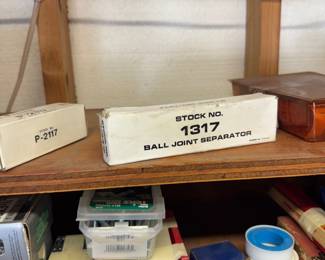 P-2117
STOCK NO.
1317
BALL JOINT SEPARATOR